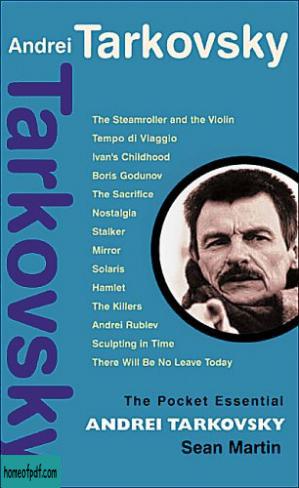 Andrei Tarkovsky
Tarkovsky
The Steamroller and the Violin
Tempo di Viaggio
Ivan's Childhood
Boris Godunov
The Sacrifice
Nostalgia
Stalker
Mirror
Solaris
Hamlet
The Killers
Andrei Rublev
Sculpting in Time
There Will Be No Leave Today
The Pocket Essential
ANDREI TARKOVSKY
Sean Martin
homeofpdf.com